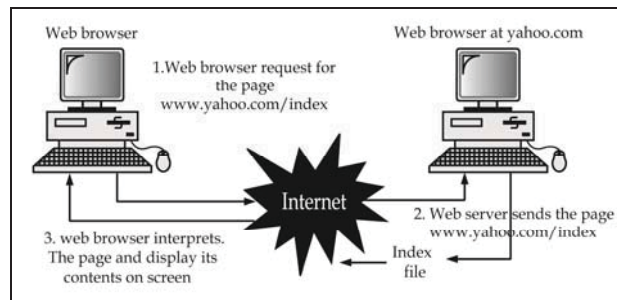 Web browser
Web browser at yahoo.com
1.Web browser request for
the page
www.yahoo.com/index
Internet
2. Web server sends the page
www.yahoo.com/index
3. web browser interprets.
The page and display its
contents on screen
Index
file